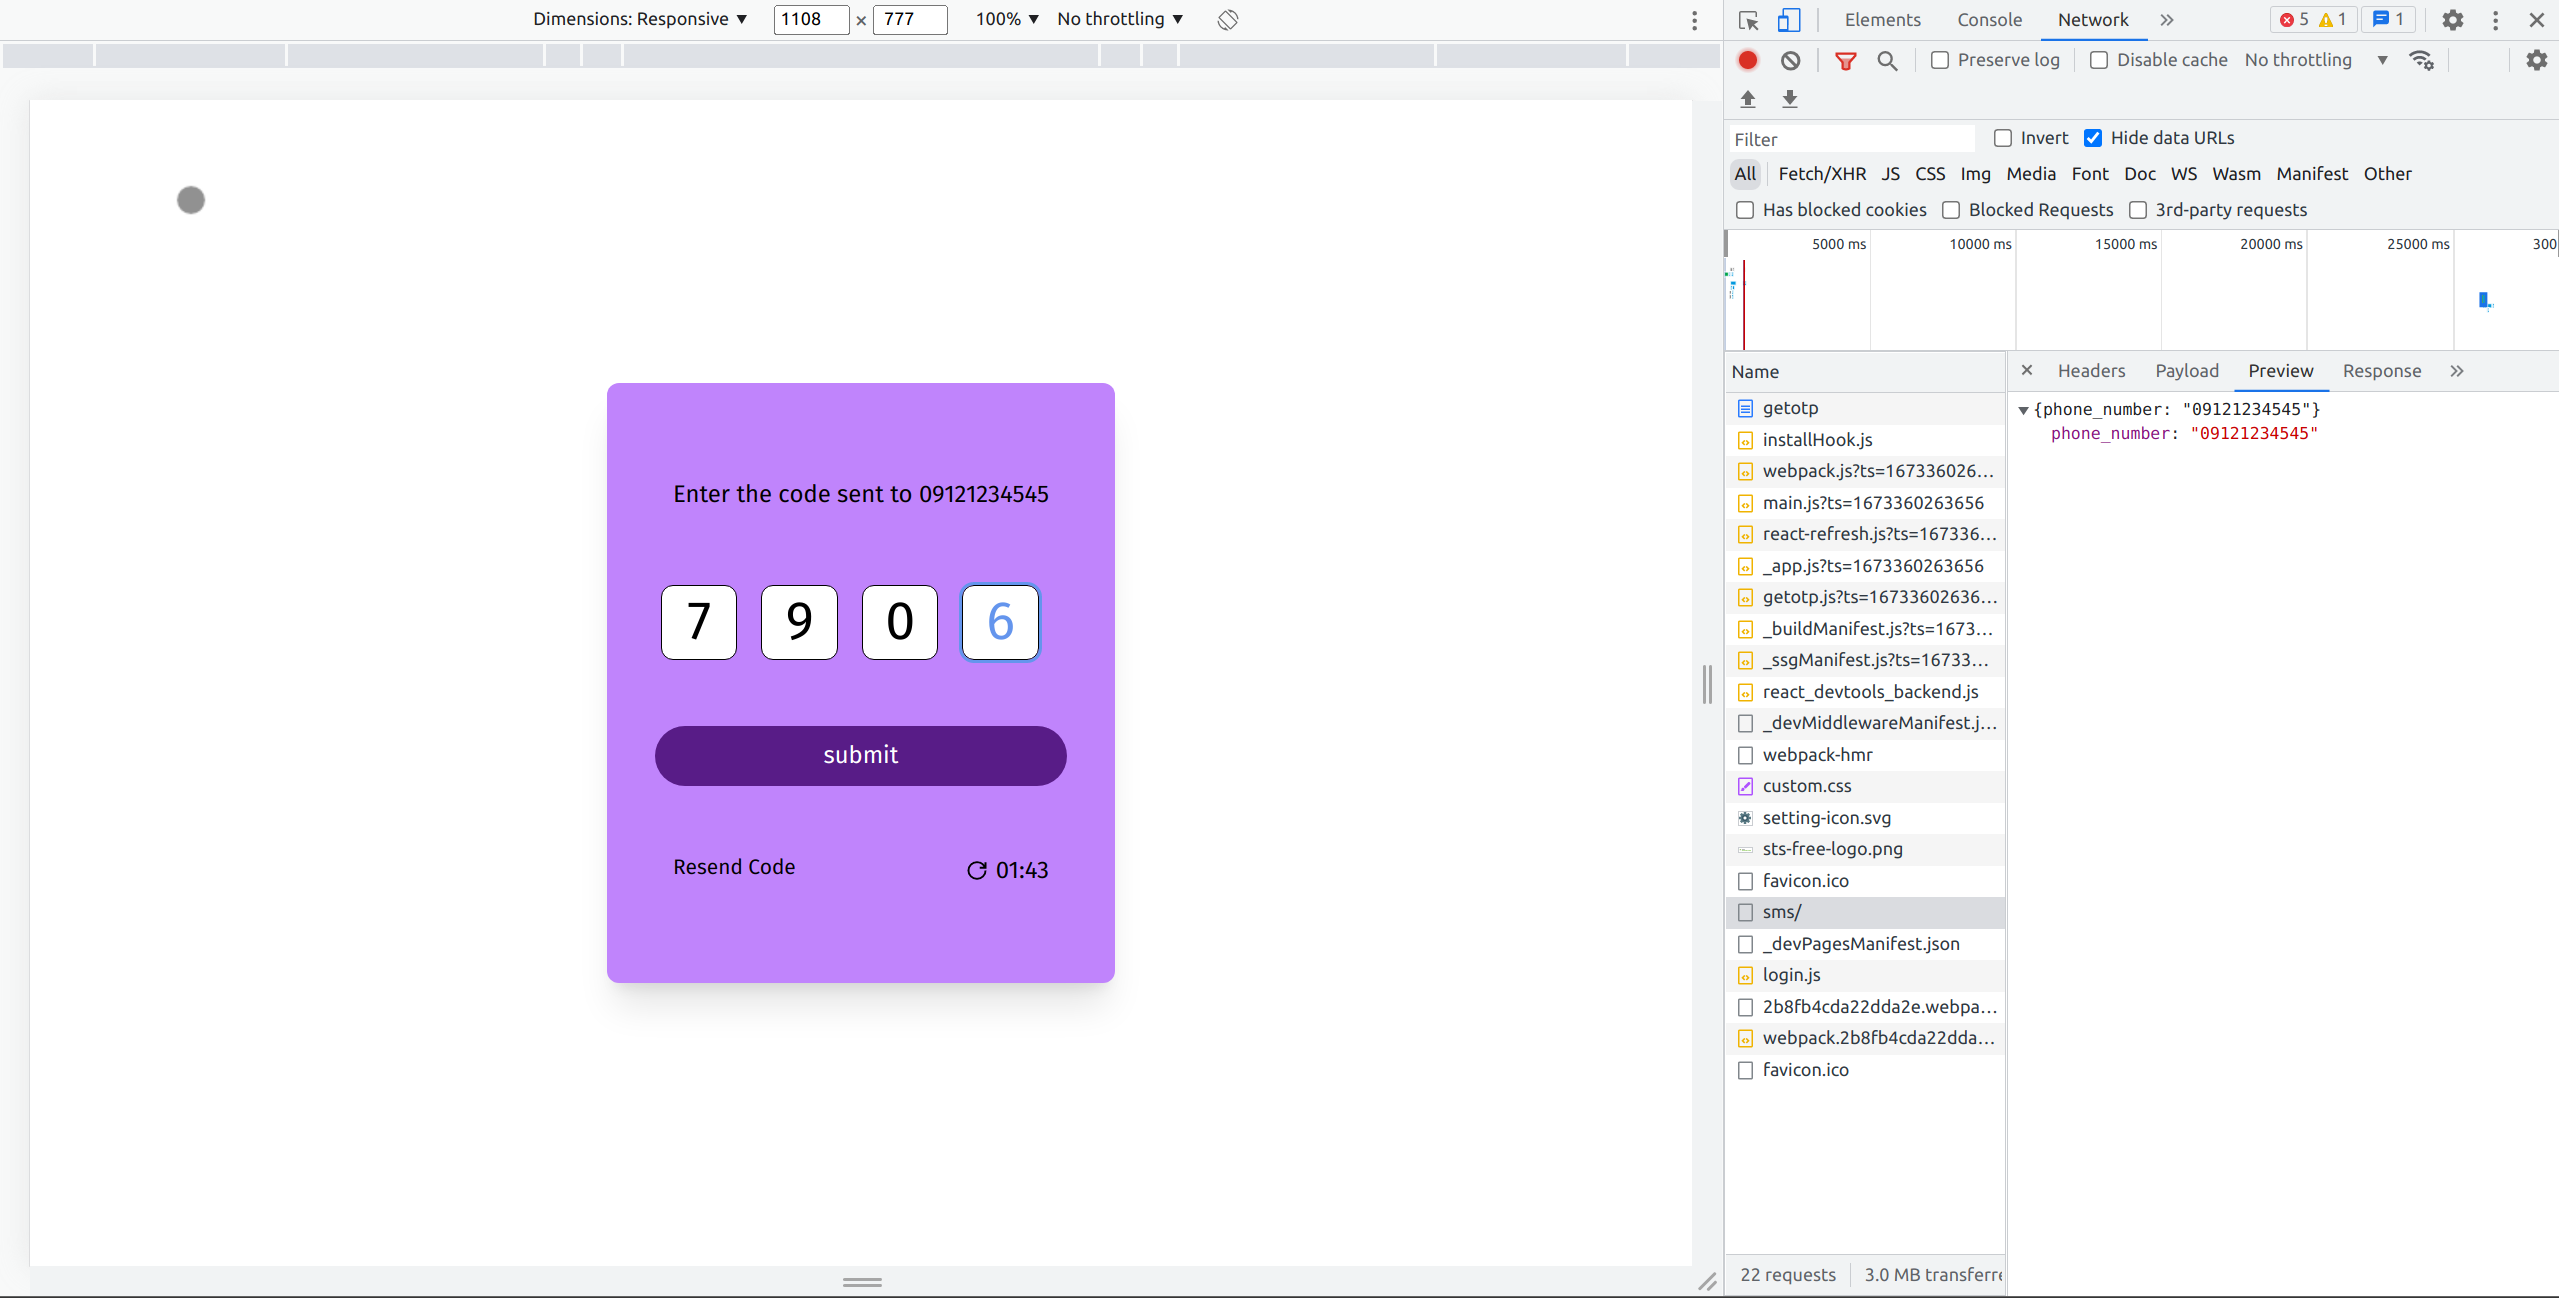 Dimensions: Responsive ▼ 1108 × 777 100% ▼ No throttling ▼
Enter the code sent to 09121234545
7 9 0 6
submit
Resend Code 01:43
Elements Console Network » 5 1 1
Preserve log Disable cache No throttling ▼
Filter Invert Hide data URLs
All Fetch/XHR JS CSS Img Media Font Doc WS Wasm Manifest Other
Has blocked cookies Blocked Requests 3rd-party requests
5000 ms 10000 ms 15000 ms 20000 ms 25000 ms 300
Name
getotp
installHook.js
webpack.js?ts=167336026…
main.js?ts=1673360263656
react-refresh.js?ts=167336…
_app.js?ts=1673360263656
getotp.js?ts=16733602636…
_buildManifest.js?ts=1673…
_ssgManifest.js?ts=16733…
react_devtools_backend.js
_devMiddlewareManifest.j…
webpack-hmr
custom.css
setting-icon.svg
sts-free-logo.png
favicon.ico
sms/
_devPagesManifest.json
login.js
2b8fb4cda22dda2e.webpa…
webpack.2b8fb4cda22dda…
favicon.ico
22 requests 3.0 MB transferre
× Headers Payload Preview Response »
▼{phone_number: "09121234545"}
phone_number: "09121234545"